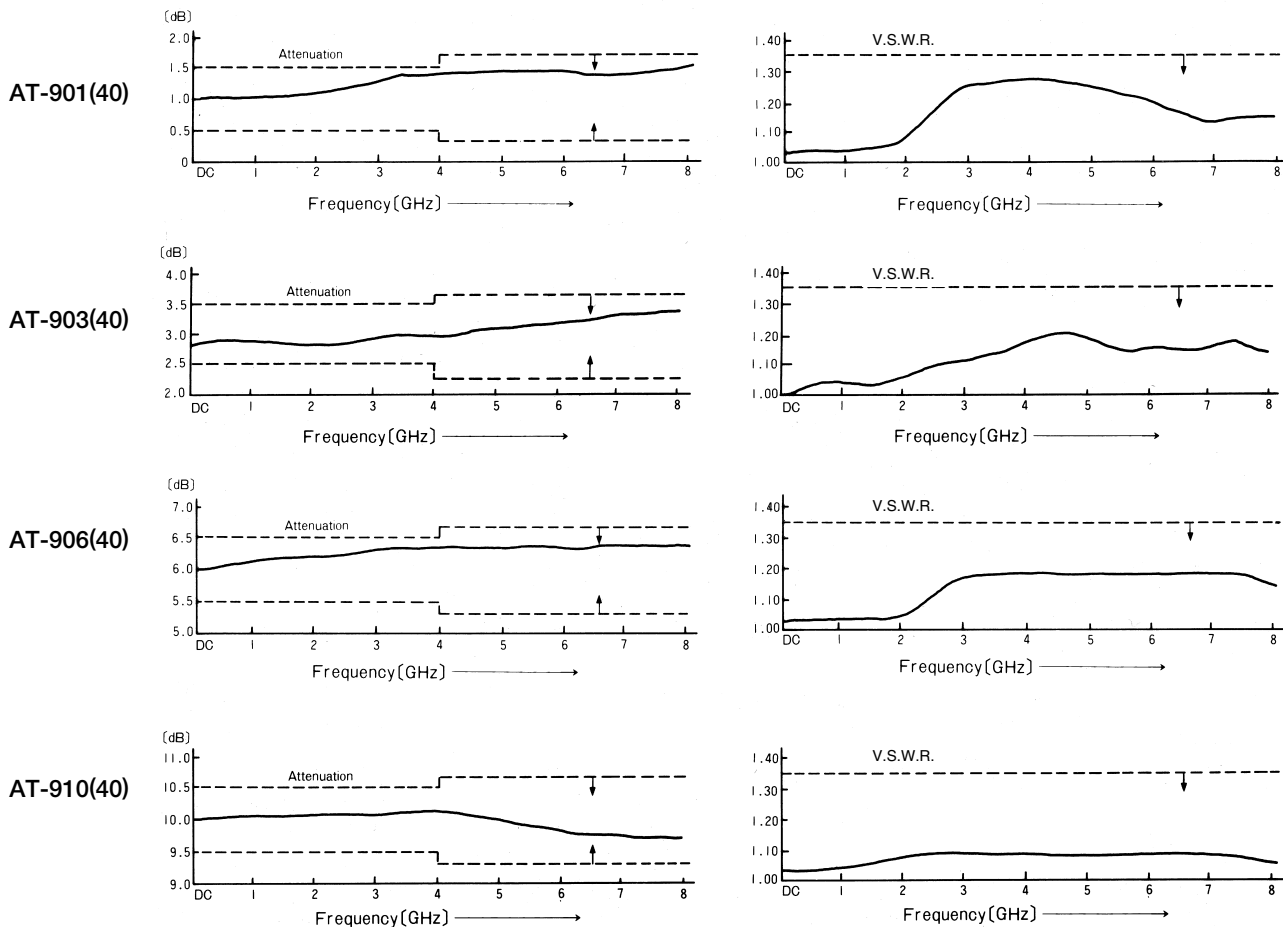 AT-901(40)
(dB)
2.0
1.5
1.0
0.5
0
Attenuation
DC 1 2 3 4 5 6 7 8
Frequency(GHz)
V.S.W.R.
1.40
1.30
1.20
1.10
1.00
DC 1 2 3 4 5 6 7 8
Frequency(GHz)
AT-903(40)
(dB)
4.0
3.5
3.0
2.5
2.0
Attenuation
DC 1 2 3 4 5 6 7 8
Frequency(GHz)
V.S.W.R.
1.40
1.30
1.20
1.10
1.00
DC 1 2 3 4 5 6 7 8
Frequency(GHz)
AT-906(40)
(dB)
7.0
6.5
6.0
5.5
5.0
Attenuation
DC 1 2 3 4 5 6 7 8
Frequency(GHz)
V.S.W.R.
1.40
1.30
1.20
1.10
1.00
DC 1 2 3 4 5 6 7 8
Frequency(GHz)
AT-910(40)
(dB)
11.0
10.5
10.0
9.5
9.0
Attenuation
DC 1 2 3 4 5 6 7 8
Frequency(GHz)
V.S.W.R.
1.40
1.30
1.20
1.10
1.00
DC 1 2 3 4 5 6 7 8
Frequency(GHz)